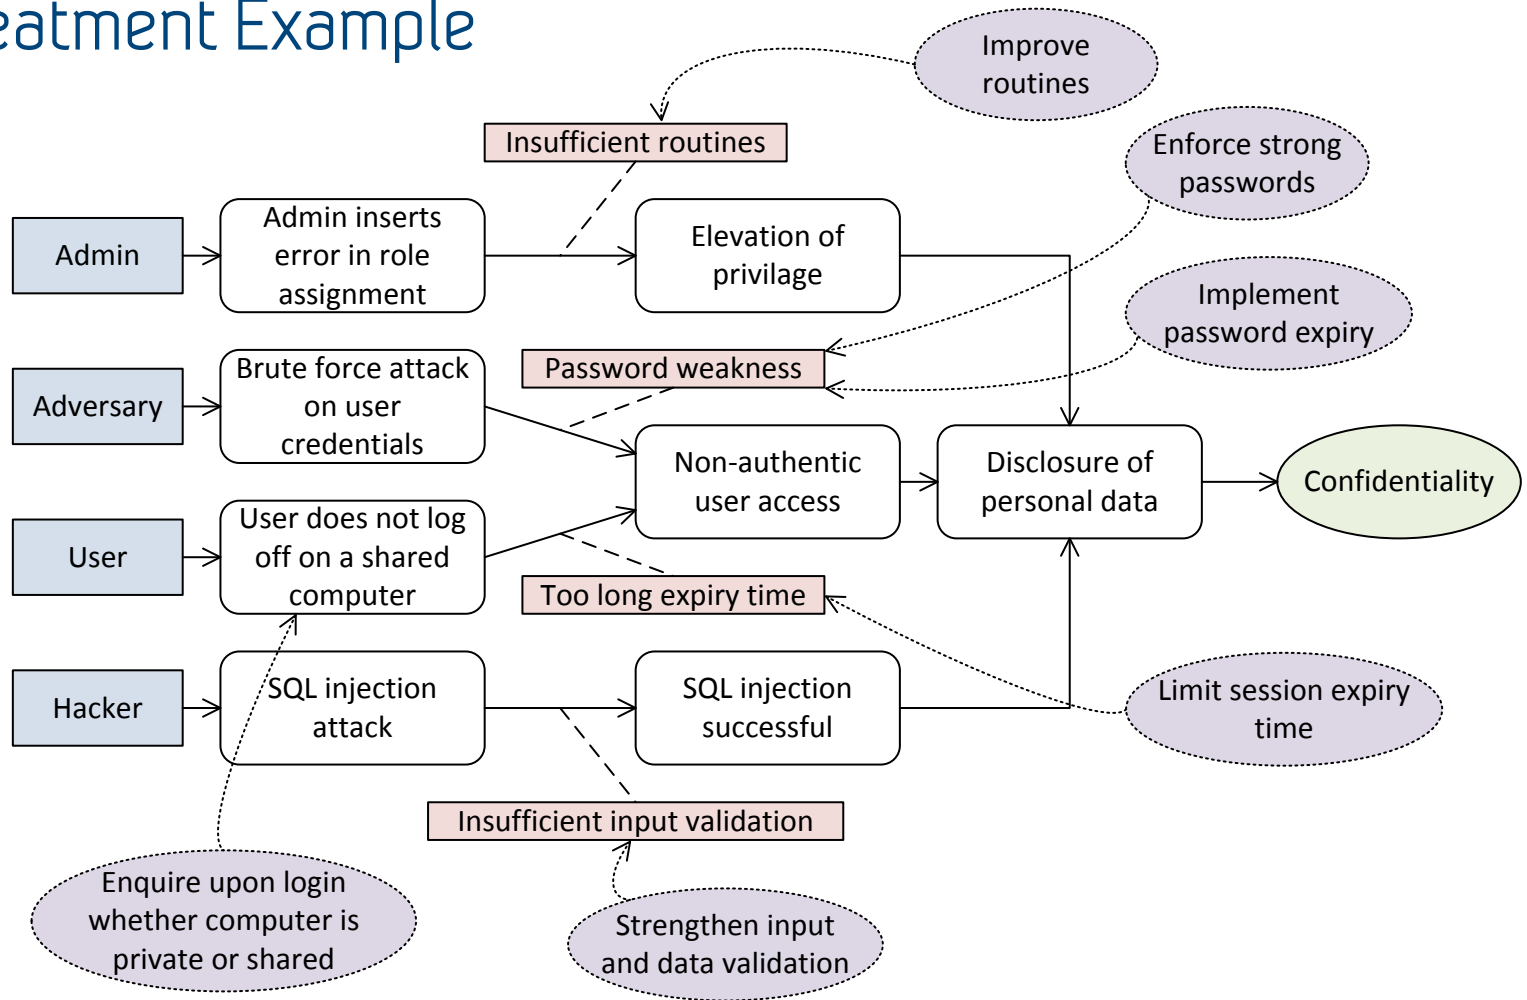 eatment Example
Improve
routines
Insufficient routines
Enforce strong
passwords
Admin
Admin inserts
error in role
assignment
Elevation of
privilage
Implement
password expiry
Adversary
Brute force attack
on user
credentials
Password weakness
Non-authentic
user access
Disclosure of
personal data
Confidentiality
User
User does not log
off on a shared
computer
Too long expiry time
Hacker
SQL injection
attack
SQL injection
successful
Limit session expiry
time
Insufficient input validation
Enquire upon login
whether computer is
private or shared
Strengthen input
and data validation